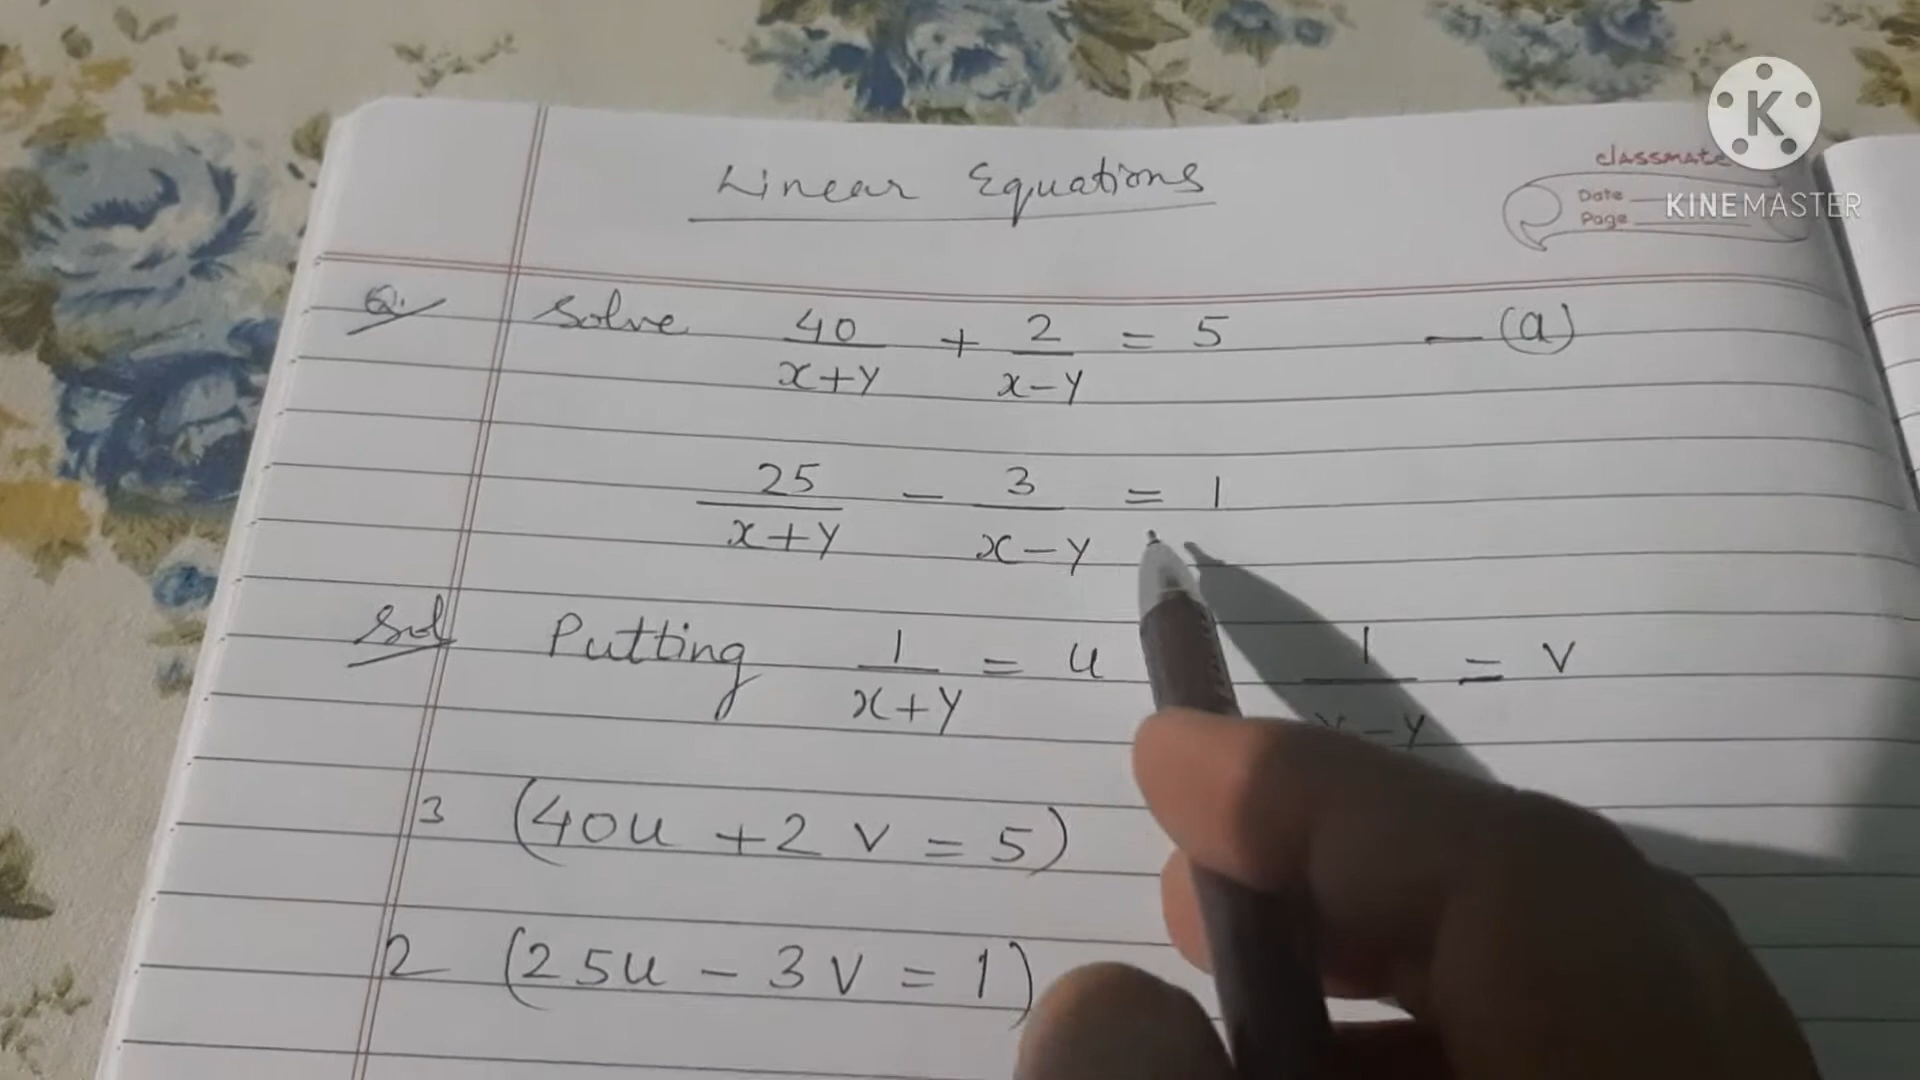 K
KINEMASTER
classmate
Date
Page
Linear Equations
Q. Solve 40/(x+y) + 2/(x-y) = 5 — (a)
25/(x+y) - 3/(x-y) = 1
Sol Putting 1/(x+y) = u 1/(x-y) = v
3 (40u + 2v = 5)
2 (25u - 3v = 1)